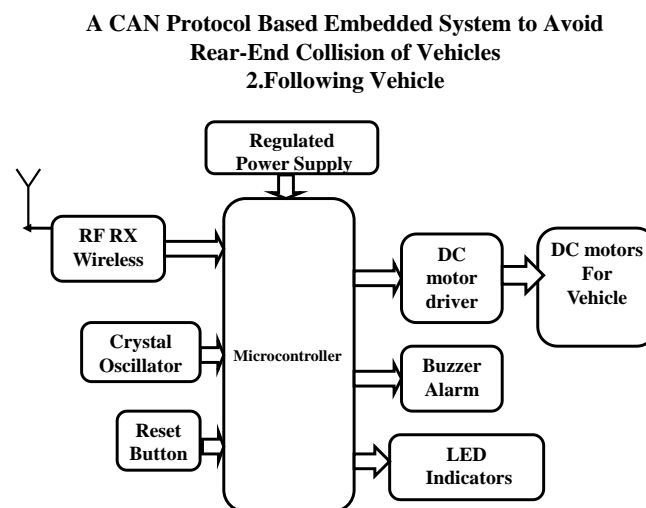 A CAN Protocol Based Embedded System to Avoid
Rear-End Collision of Vehicles
2.Following Vehicle
Regulated
Power Supply
RF RX
Wireless
DC
motor
driver
DC motors
For
Vehicle
Crystal
Oscillator
Microcontroller
Buzzer
Alarm
Reset
Button
LED
Indicators